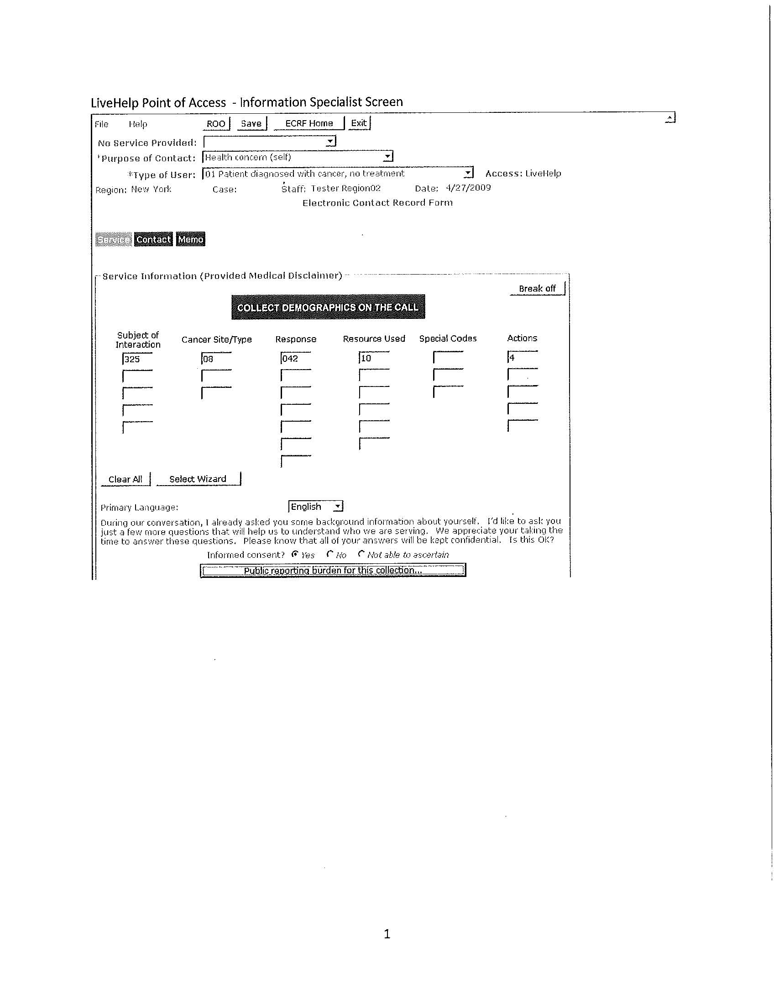 LiveHelp Point of Access - Information Specialist Screen
File Help ROO Save ECRF Home Exit
No Service Provided:
*Purpose of Contact: Health concern (self)
*Type of User: 01 Patient diagnosed with cancer, no treatment Access: LiveHelp
Region: New York Case: Staff: Tester Region02 Date: 4/27/2009
Electronic Contact Record Form
Service Contact Memo
Service Information (Provided Medical Disclaimer)
Break off
COLLECT DEMOGRAPHICS ON THE CALL
Subject of Interaction Cancer Site/Type Response Resource Used Special Codes Actions
325 08 042 10 4
Clear All Select Wizard
Primary Language: English
During our conversation, I already asked you some background information about yourself. I'd like to ask you
just a few more questions that will help us to understand who we are serving. We appreciate your taking the
time to answer these questions. Please know that all of your answers will be kept confidential. Is this OK?
Informed consent? Yes No Not able to ascertain
Public reporting burden for this collection...
1